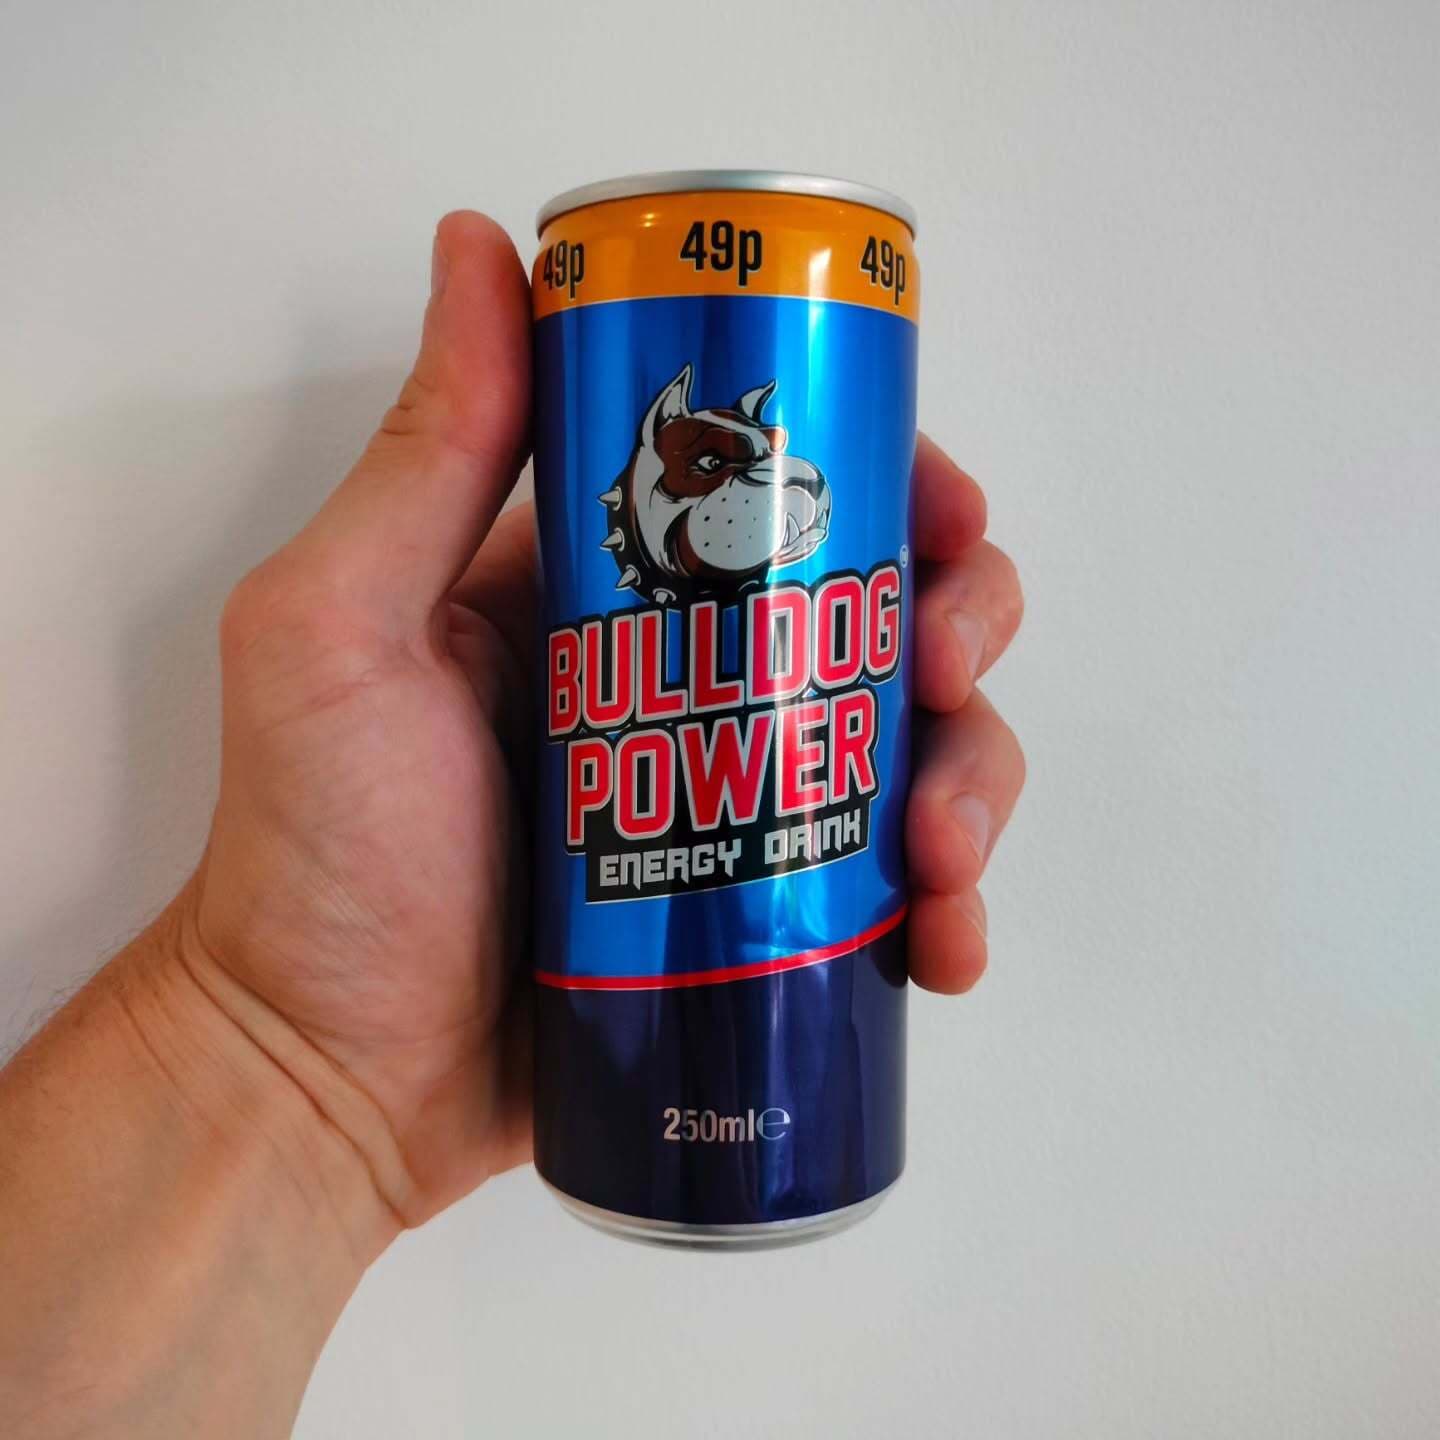 49p 49p 49p
BULLDOG
POWER
ENERGY DRINK
250ml℮